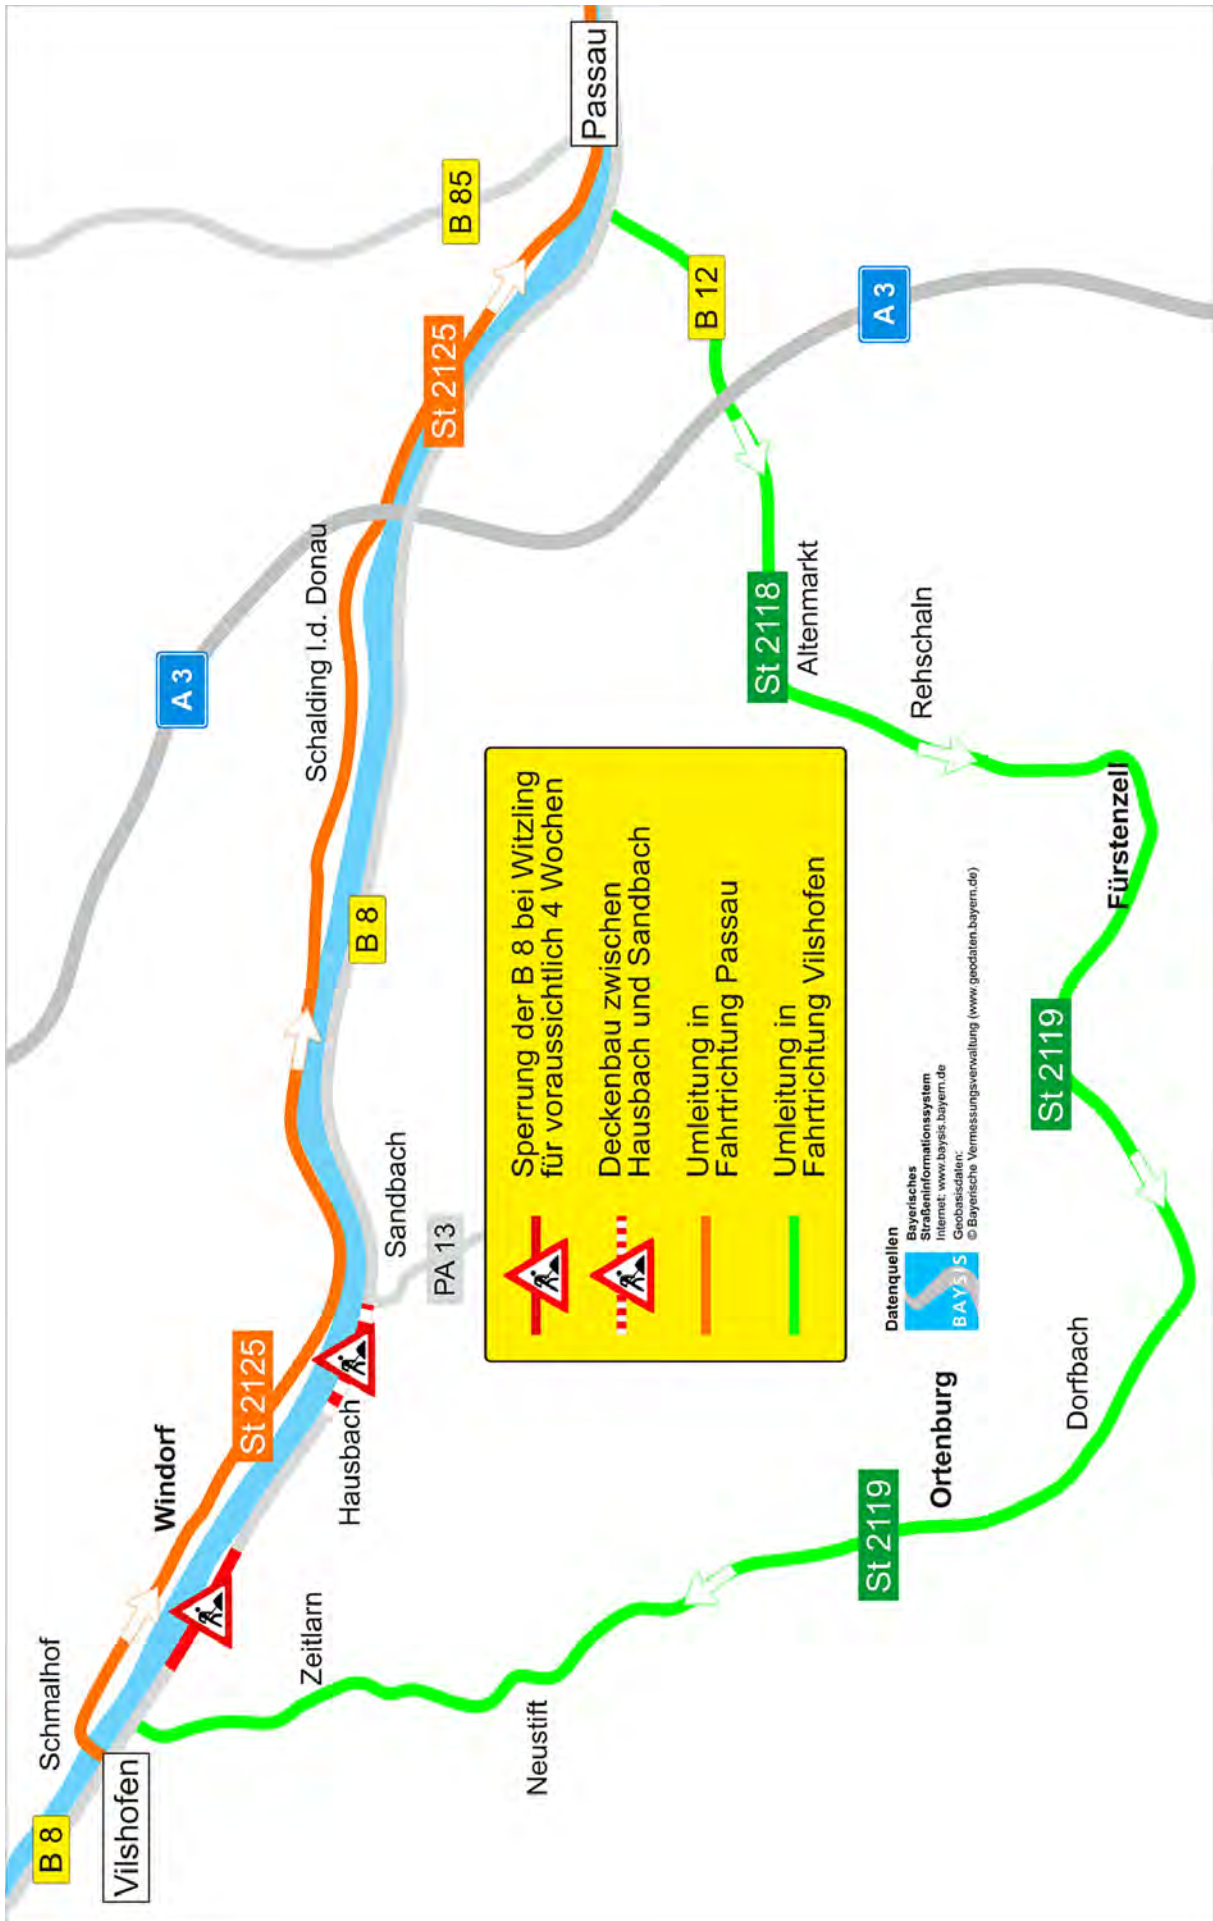 B 8
Vilshofen
Schmalhof
Windorf
St 2125
Zeitlarn
Neustift
Hausbach
Sandbach
PA 13
B 8
Schalding l.d. Donau
A 3
St 2125
B 85
Passau
B 12
A 3
St 2118
Altenmarkt
Rehschaln
Fürstenzell
St 2119
Dorfbach
Ortenburg
St 2119
Sperrung der B 8 bei Witzling
für voraussichtlich 4 Wochen
Deckenbau zwischen
Hausbach und Sandbach
Umleitung in
Fahrtrichtung Passau
Umleitung in
Fahrtrichtung Vilshofen
Datenquellen
BAYSIS
Bayerisches
Straßeninformationssystem
Internet: www.baysis.bayern.de
Geobasisdaten:
© Bayerische Vermessungsverwaltung (www.geodaten.bayern.de)